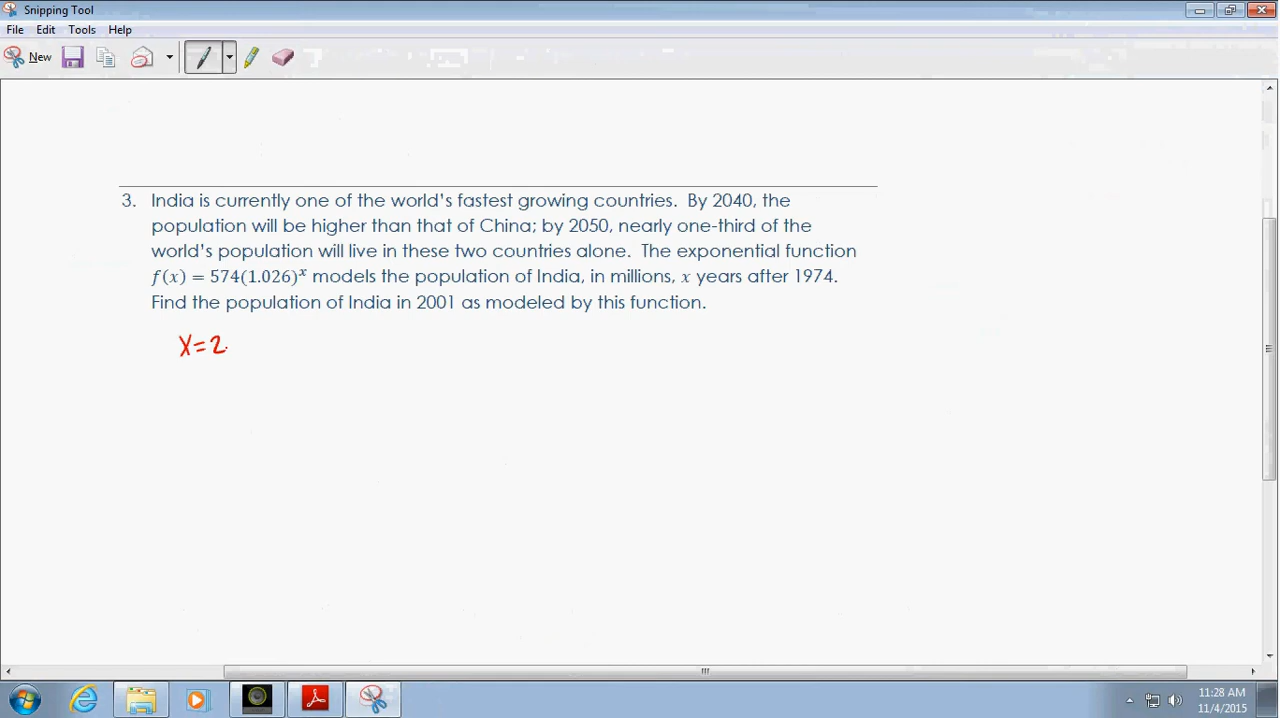 Snipping Tool
File Edit Tools Help
New
3. India is currently one of the world's fastest growing countries. By 2040, the
population will be higher than that of China; by 2050, nearly one-third of the
world's population will live in these two countries alone. The exponential function
f(x) = 574(1.026)^x models the population of India, in millions, x years after 1974.
Find the population of India in 2001 as modeled by this function.
X=2
11:28 AM
11/4/2015